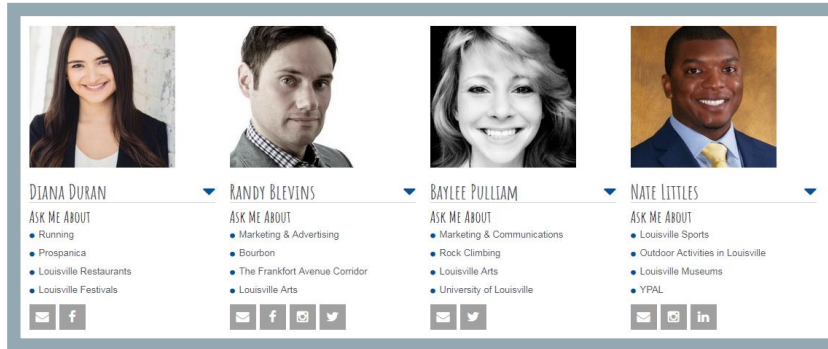 DIANA DURAN
ASK ME ABOUT
Running
Prospanica
Louisville Restaurants
Louisville Festivals
RANDY BLEVINS
ASK ME ABOUT
Marketing & Advertising
Bourbon
The Frankfort Avenue Corridor
Louisville Arts
BAYLEE PULLIAM
ASK ME ABOUT
Marketing & Communications
Rock Climbing
Louisville Arts
University of Louisville
NATE LITTLES
ASK ME ABOUT
Louisville Sports
Outdoor Activities in Louisville
Louisville Museums
YPAL